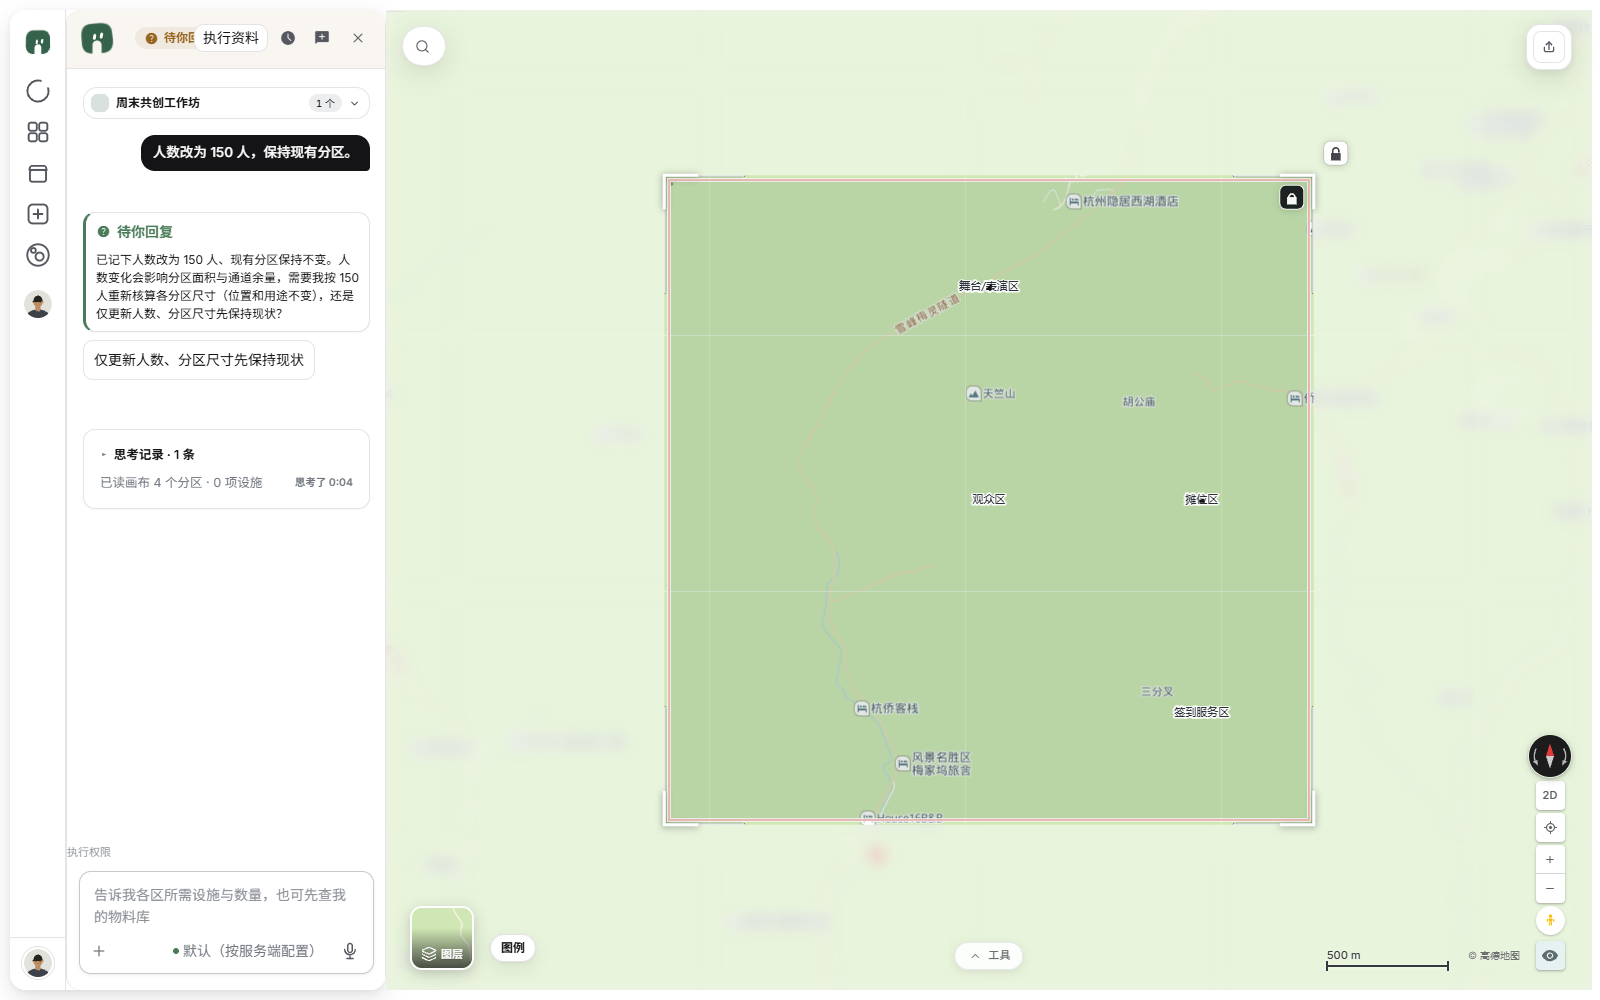 待你
执行资料
周末共创工作坊
1 个
人数改为 150 人，保持现有分区。
待你回复
已记下人数改为 150 人、现有分区保持不变。人
数变化会影响分区面积与通道余量，需要我按 150
人重新核算各分区尺寸（位置和用途不变），还是
仅更新人数、分区尺寸先保持现状？
仅更新人数、分区尺寸先保持现状
思考记录 · 1 条
已读画布 4 个分区 · 0 项设施
思考了 0:04
执行权限
告诉我各区所需设施与数量，也可先查我
的物料库
默认（按服务端配置）
杭州隐居西湖酒店
舞台/表演区
雪峰梅灵隧道
天竺山
胡公庙
观众区
摊位区
三分叉
签到服务区
杭侨客栈
风景名胜区
梅家坞旅舍
House16B&B
图层
图例
工具
2D
500 m
© 高德地图